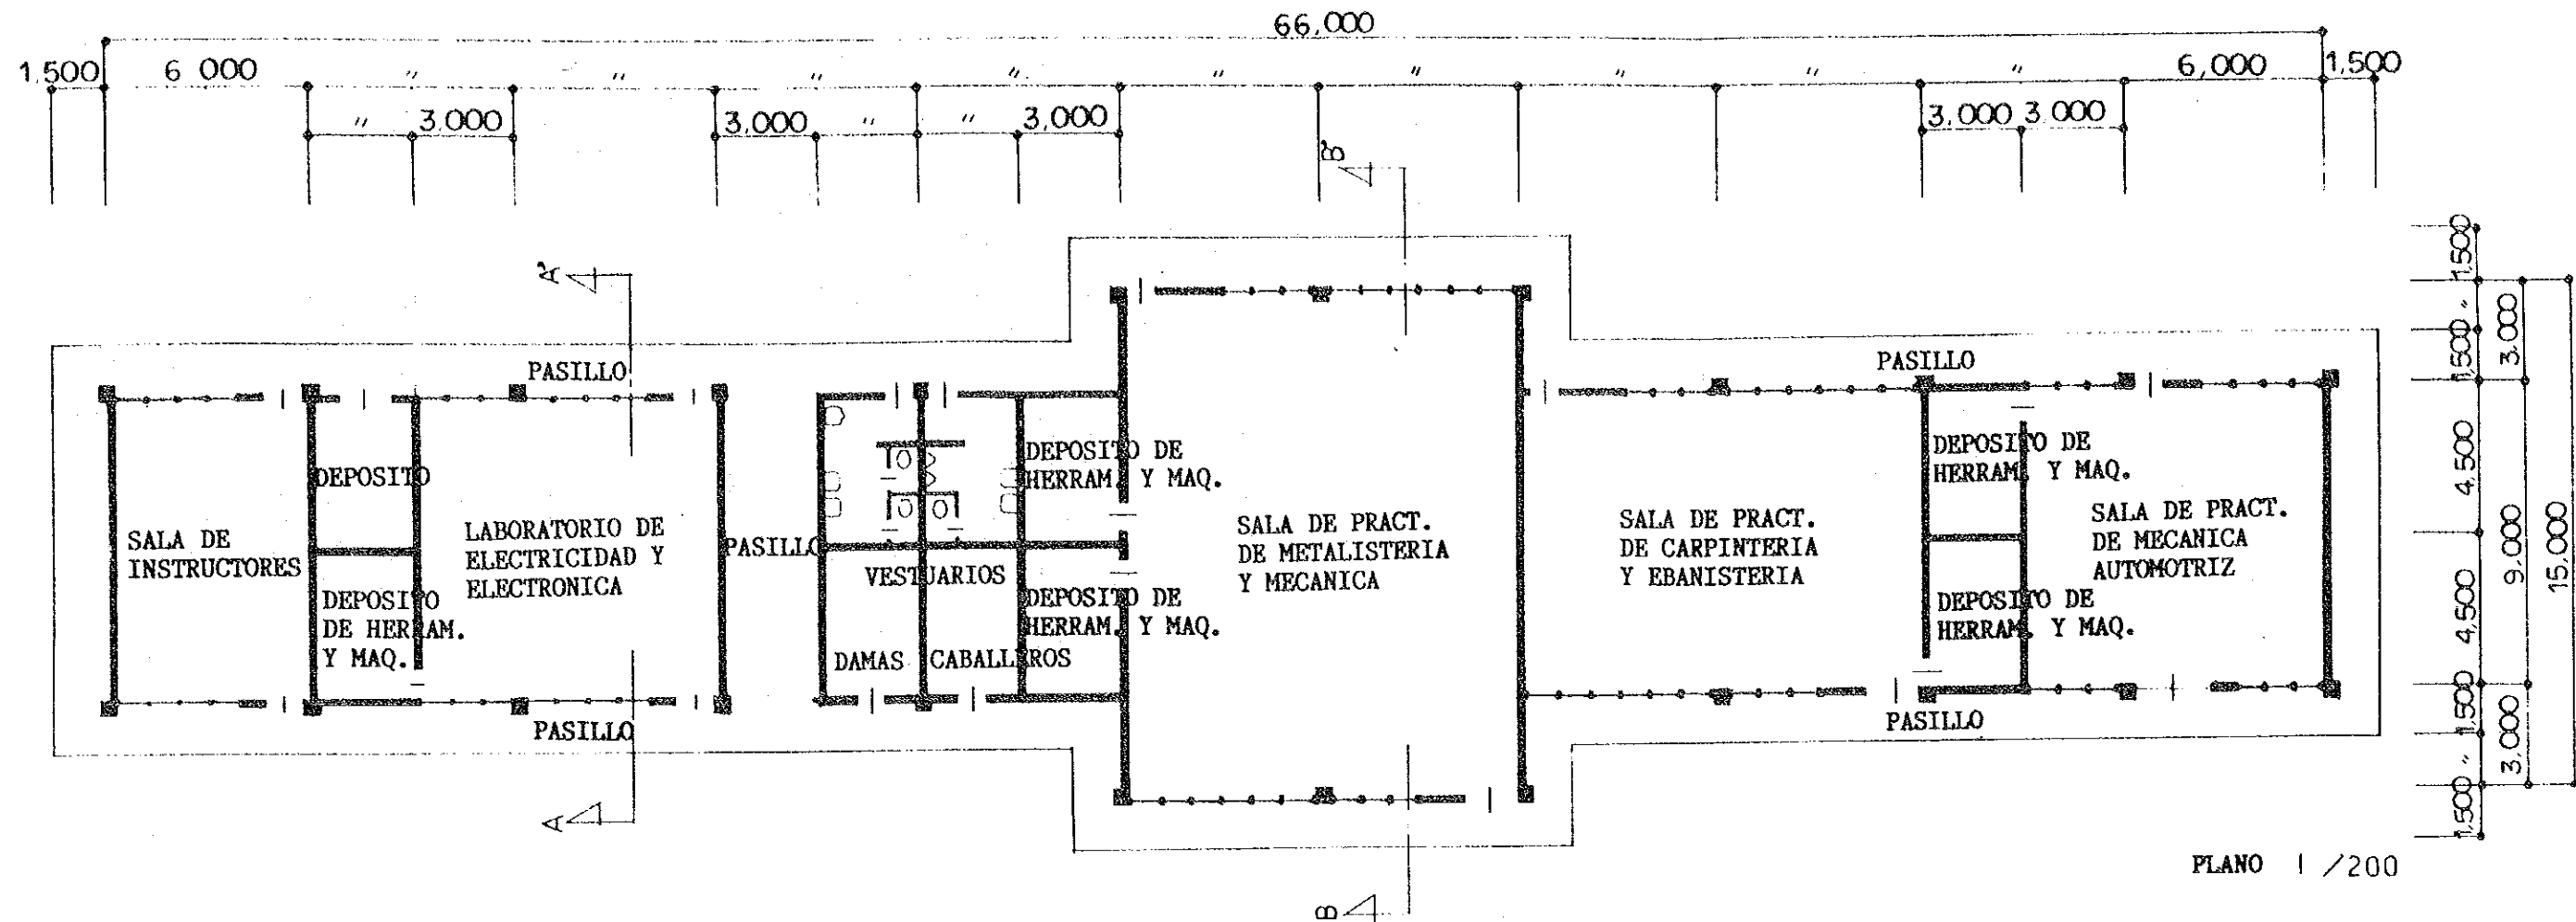 66,000
1,500 6 000 " " " " " " " " " 6,000 1,500
" 3,000 3,000 " " 3,000 3,000 3 000
B'
A'
1,500
1,500 "
3,000
PASILLO
PASILLO
DEPOSITO
SALA DE
INSTRUCTORES
LABORATORIO DE
ELECTRICIDAD Y
ELECTRONICA
DEPOSITO
DE HERRAM.
Y MAQ.
PASILLO
DEPOSITO DE
HERRAM. Y MAQ.
VESTUARIOS
DEPOSITO DE
HERRAM. Y MAQ.
DAMAS CABALLEROS
SALA DE PRACT.
DE METALISTERIA
Y MECANICA
SALA DE PRACT.
DE CARPINTERIA
Y EBANISTERIA
DEPOSITO DE
HERRAM. Y MAQ.
SALA DE PRACT.
DE MECANICA
AUTOMOTRIZ
DEPOSITO DE
HERRAM. Y MAQ.
4,500
9,000
15,000
4,500
PASILLO
PASILLO
1,500
3,000
1,500 "
A
B
PLANO 1 /200